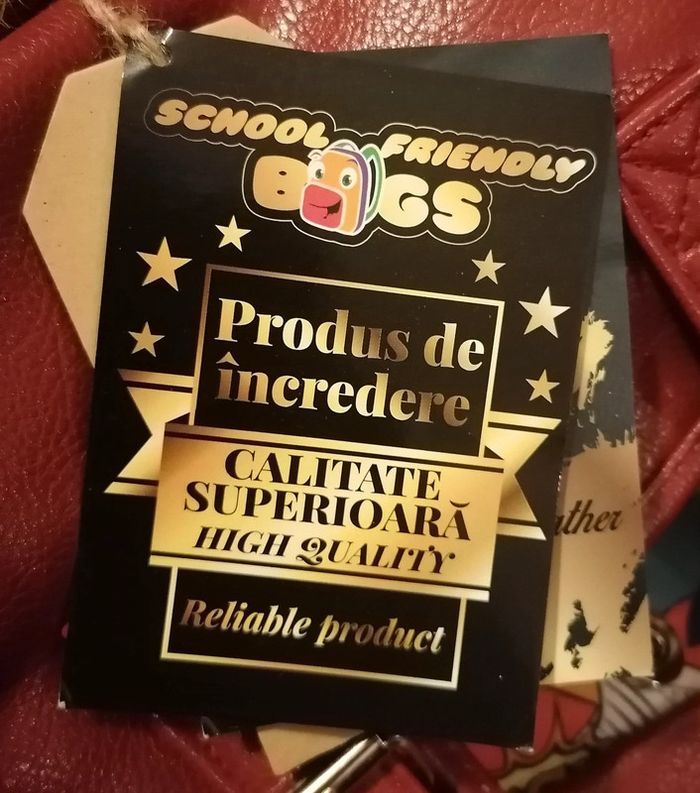 SCHOOL FRIENDLY
BAGS
Produs de
încredere
CALITATE
SUPERIOARĂ
HIGH QUALITY
Reliable product